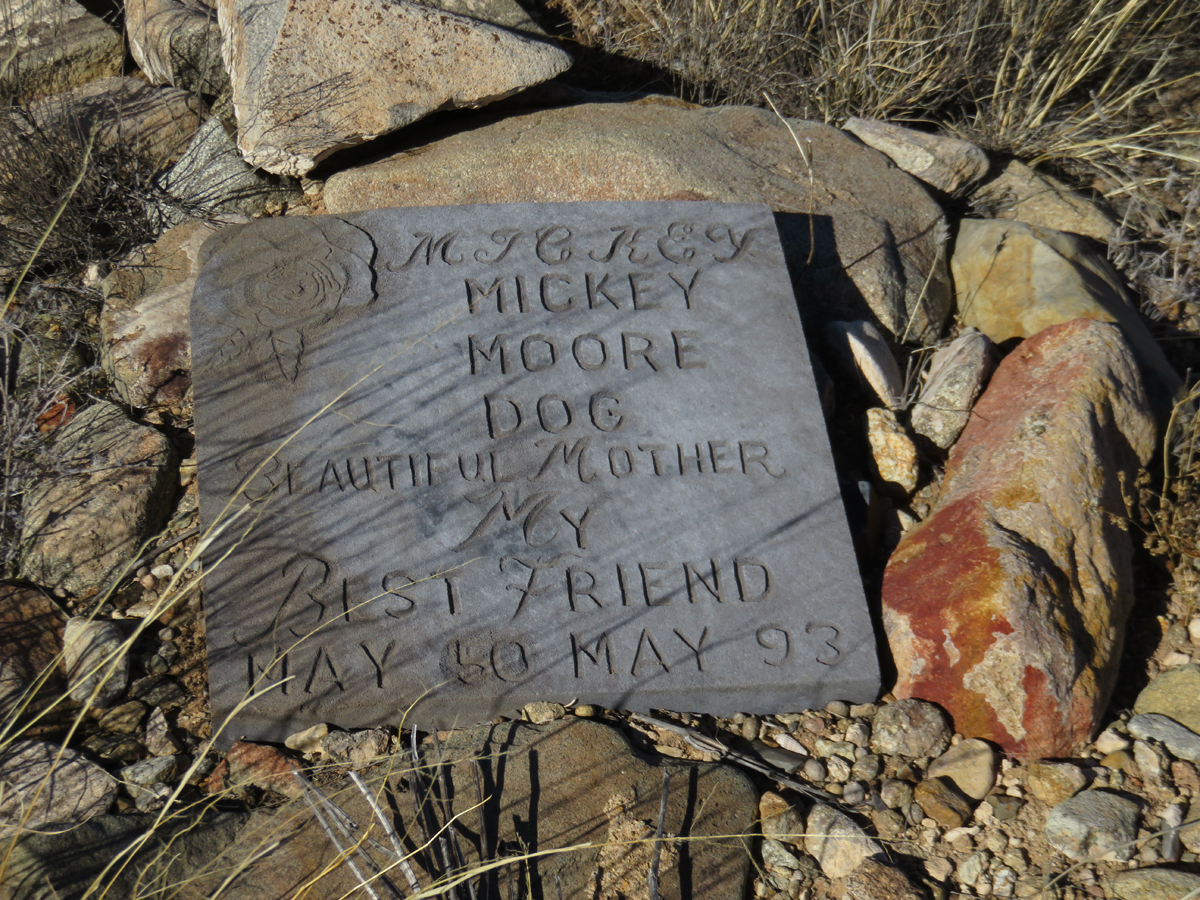 MICKEY
MICKEY
MOORE
DOG
BEAUTIFUL MOTHER
MY
BEST FRIEND
MAY 50 MAY 93